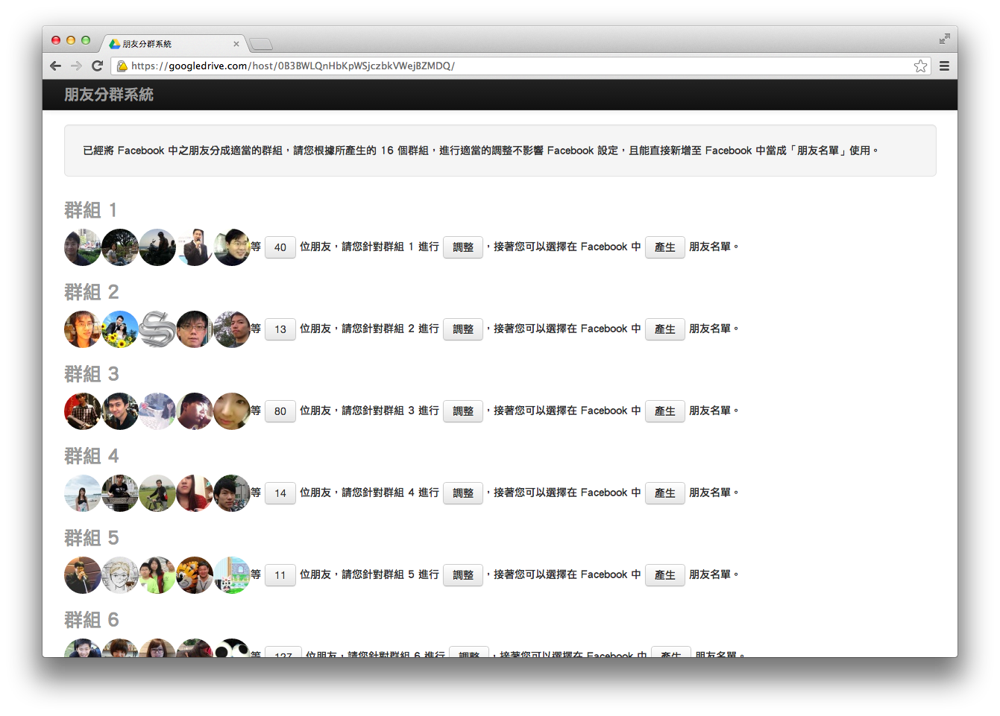 朋友分群系統
https://googledrive.com/host/0B3BWLQnHbKpWSjczbkVWejBZMDQ/
朋友分群系統
已經將 Facebook 中之朋友分成適當的群組，請您根據所產生的 16 個群組，進行適當的調整不影響 Facebook 設定，且能直接新增至 Facebook 中當成「朋友名單」使用。
群組 1
等 40 位朋友，請您針對群組 1 進行 調整 ，接著您可以選擇在 Facebook 中 產生 朋友名單。
群組 2
等 13 位朋友，請您針對群組 2 進行 調整 ，接著您可以選擇在 Facebook 中 產生 朋友名單。
群組 3
等 80 位朋友，請您針對群組 3 進行 調整 ，接著您可以選擇在 Facebook 中 產生 朋友名單。
群組 4
等 14 位朋友，請您針對群組 4 進行 調整 ，接著您可以選擇在 Facebook 中 產生 朋友名單。
群組 5
等 11 位朋友，請您針對群組 5 進行 調整 ，接著您可以選擇在 Facebook 中 產生 朋友名單。
群組 6
等 127 位朋友，請您針對群組 6 進行 調整 ，接著您可以選擇在 Facebook 中 產生 朋友名單。